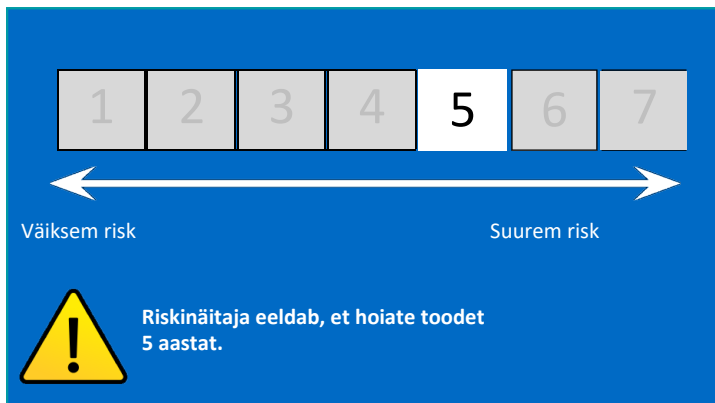 1 2 3 4 5 6 7
Väiksem risk Suurem risk
Riskinäitaja eeldab, et hoiate toodet
5 aastat.